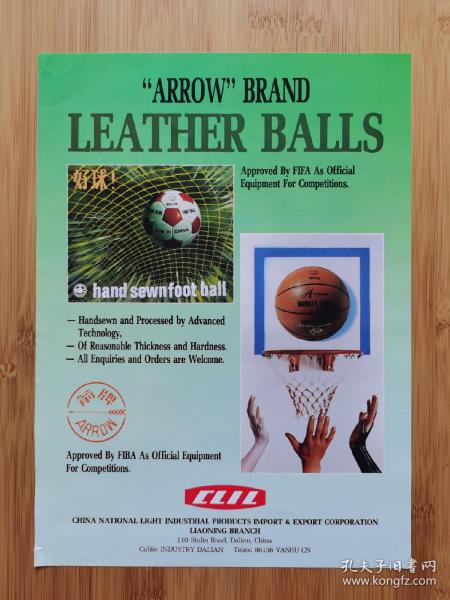 “ARROW” BRAND
LEATHER BALLS
好球!
hand sewn foot ball
Approved By FIFA As Official
Equipment For Competitions.
— Handsewn and Processed by Advanced
Technology,
— Of Reasonable Thickness and Hardness.
— All Enquiries and Orders are Welcome.
箭牌
ARROW
Approved By FIBA As Official Equipment
For Competitions.
CLIL
CHINA NATIONAL LIGHT INDUSTRIAL PRODUCTS IMPORT & EXPORT CORPORATION
LIAONING BRANCH
110 Stalin Road, Dalian, China
Cable: INDUSTRY DALIAN Telex: 86156 YASHU CN
孔夫子旧书网
www.kongfz.com